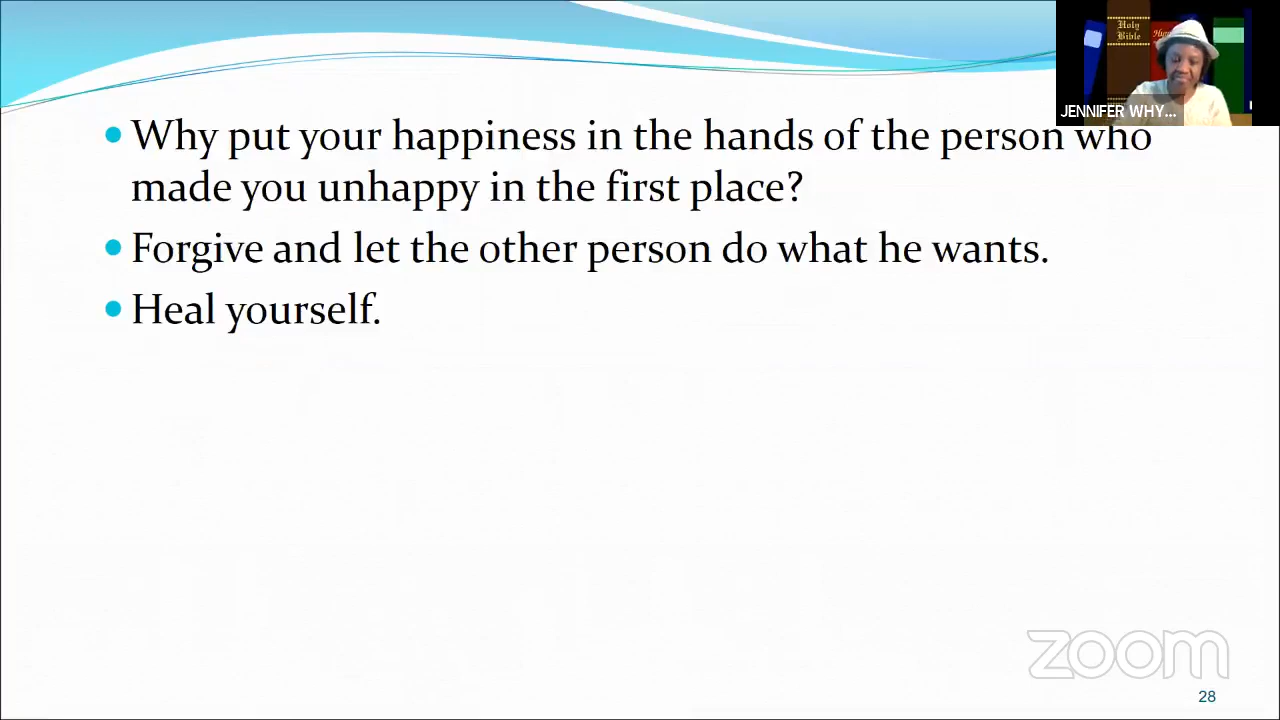 Holy
Bible
JENNIFER WHY...
Why put your happiness in the hands of the person who
made you unhappy in the first place?
Forgive and let the other person do what he wants.
Heal yourself.
zoom
28